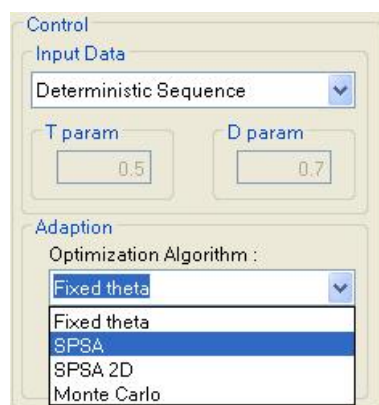 Control
Input Data
Deterministic Sequence
T param
D param
0.5
0.7
Adaption
Optimization Algorithm :
Fixed theta
Fixed theta
SPSA
SPSA 2D
Monte Carlo